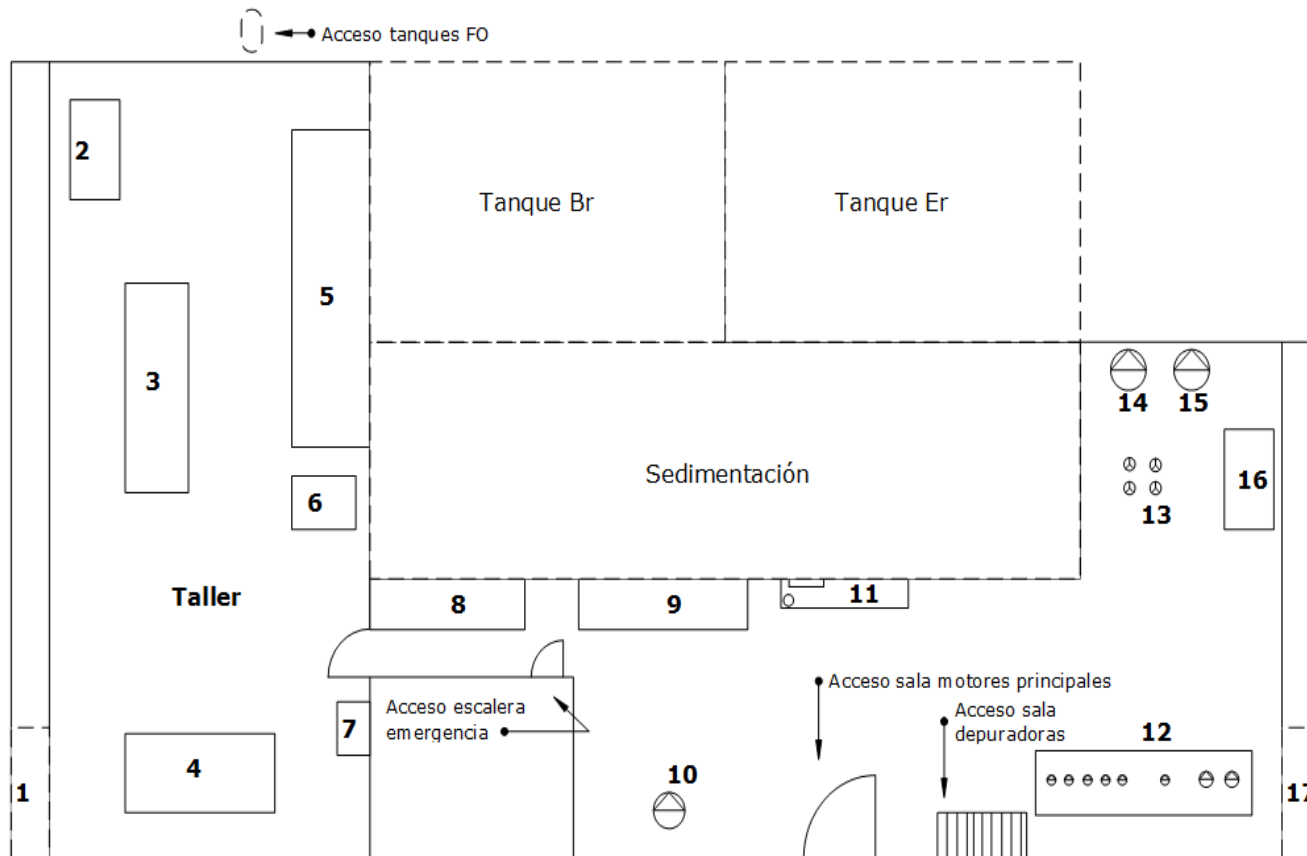 Acceso tanques FO
2
Tanque Br
Tanque Er
5
3
14
15
Sedimentación
16
6
13
Taller
8
9
11
Acceso sala motores principales
Acceso escalera
emergencia
Acceso sala
depuradoras
7
12
4
10
1
17